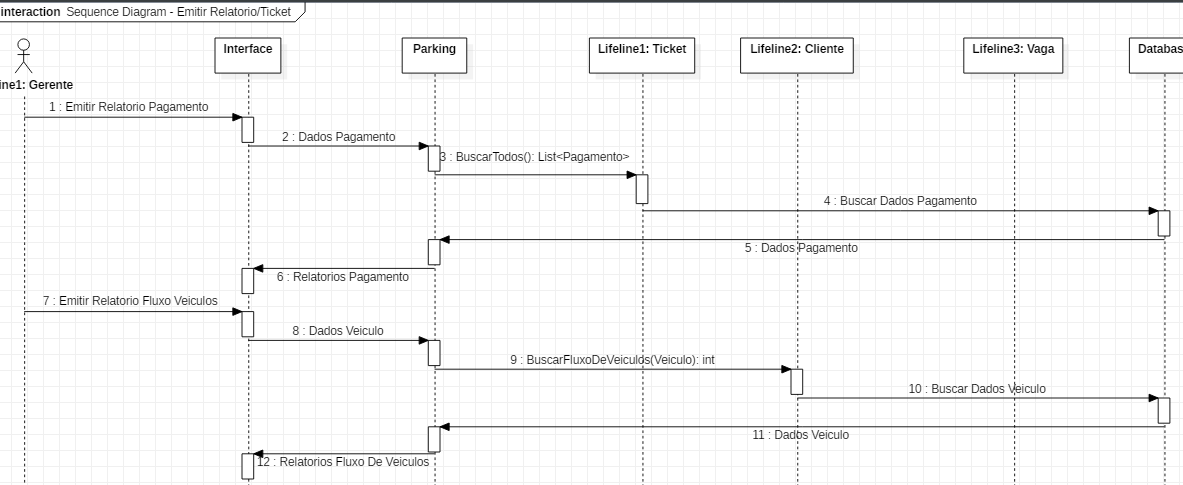 interaction Sequence Diagram - Emitir Relatorio/Ticket
Interface
Parking
Lifeline1: Ticket
Lifeline2: Cliente
Lifeline3: Vaga
Databas
ine1: Gerente
1 : Emitir Relatorio Pagamento
2 : Dados Pagamento
3 : BuscarTodos(): List<Pagamento>
4 : Buscar Dados Pagamento
5 : Dados Pagamento
6 : Relatorios Pagamento
7 : Emitir Relatorio Fluxo Veiculos
8 : Dados Veiculo
9 : BuscarFluxoDeVeiculos(Veiculo): int
10 : Buscar Dados Veiculo
11 : Dados Veiculo
12 : Relatorios Fluxo De Veiculos